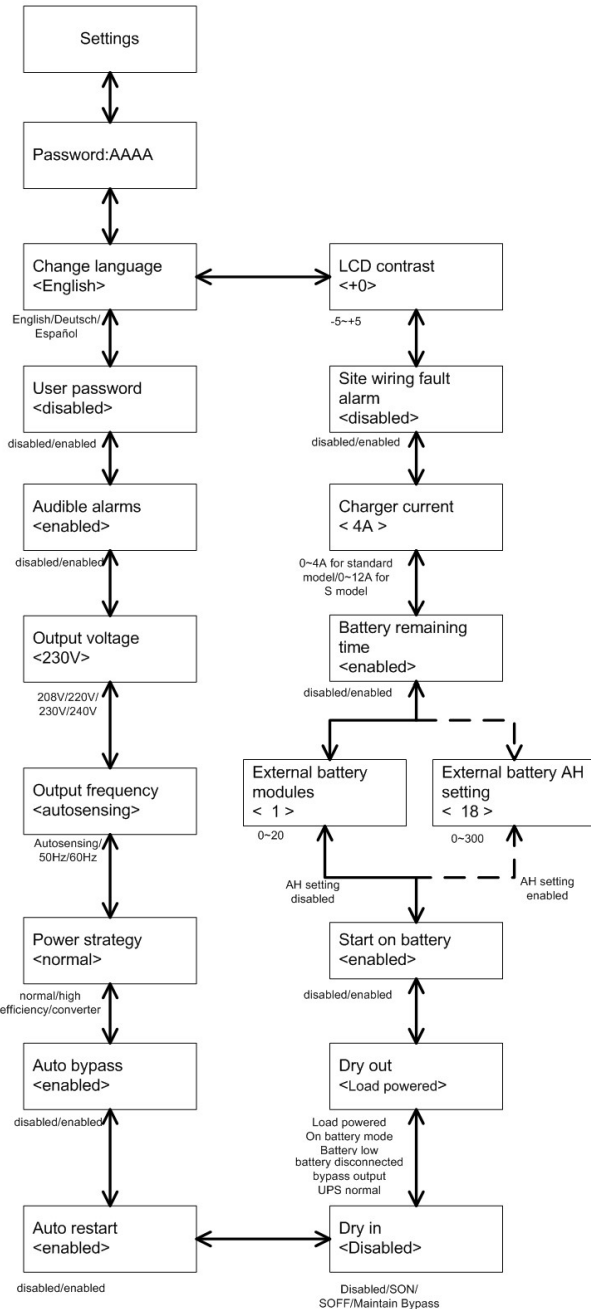 Settings
Password:AAAA
Change language
<English>
English/Deutsch/
Español
User password
<disabled>
disabled/enabled
Audible alarms
<enabled>
disabled/enabled
Output voltage
<230V>
208V/220V/
230V/240V
Output frequency
<autosensing>
Autosensing/
50Hz/60Hz
Power strategy
<normal>
normal/high
efficiency/converter
Auto bypass
<enabled>
disabled/enabled
Auto restart
<enabled>
disabled/enabled
LCD contrast
<+0>
-5~+5
Site wiring fault
alarm
<disabled>
disabled/enabled
Charger current
< 4A >
0~4A for standard
model/0~12A for
S model
Battery remaining
time
<enabled>
disabled/enabled
External battery
modules
< 1 >
0~20
External battery AH
setting
< 18 >
0~300
AH setting
disabled
AH setting
enabled
Start on battery
<enabled>
disabled/enabled
Dry out
<Load powered>
Load powered
On battery mode
Battery low
battery disconnected
bypass output
UPS normal
Dry in
<Disabled>
Disabled/SON/
SOFF/Maintain Bypass